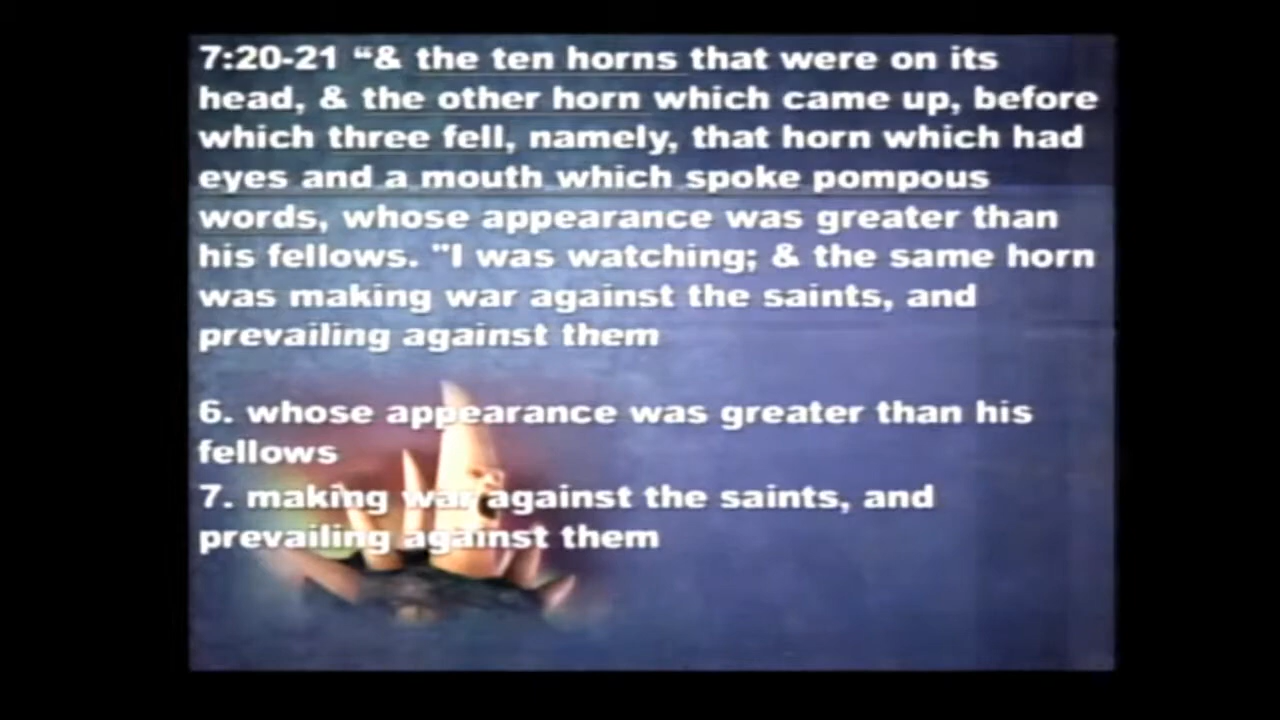 7:20-21 “& the ten horns that were on its
head, & the other horn which came up, before
which three fell, namely, that horn which had
eyes and a mouth which spoke pompous
words, whose appearance was greater than
his fellows. "I was watching; & the same horn
was making war against the saints, and
prevailing against them
6. whose appearance was greater than his
fellows
7. making war against the saints, and
prevailing against them